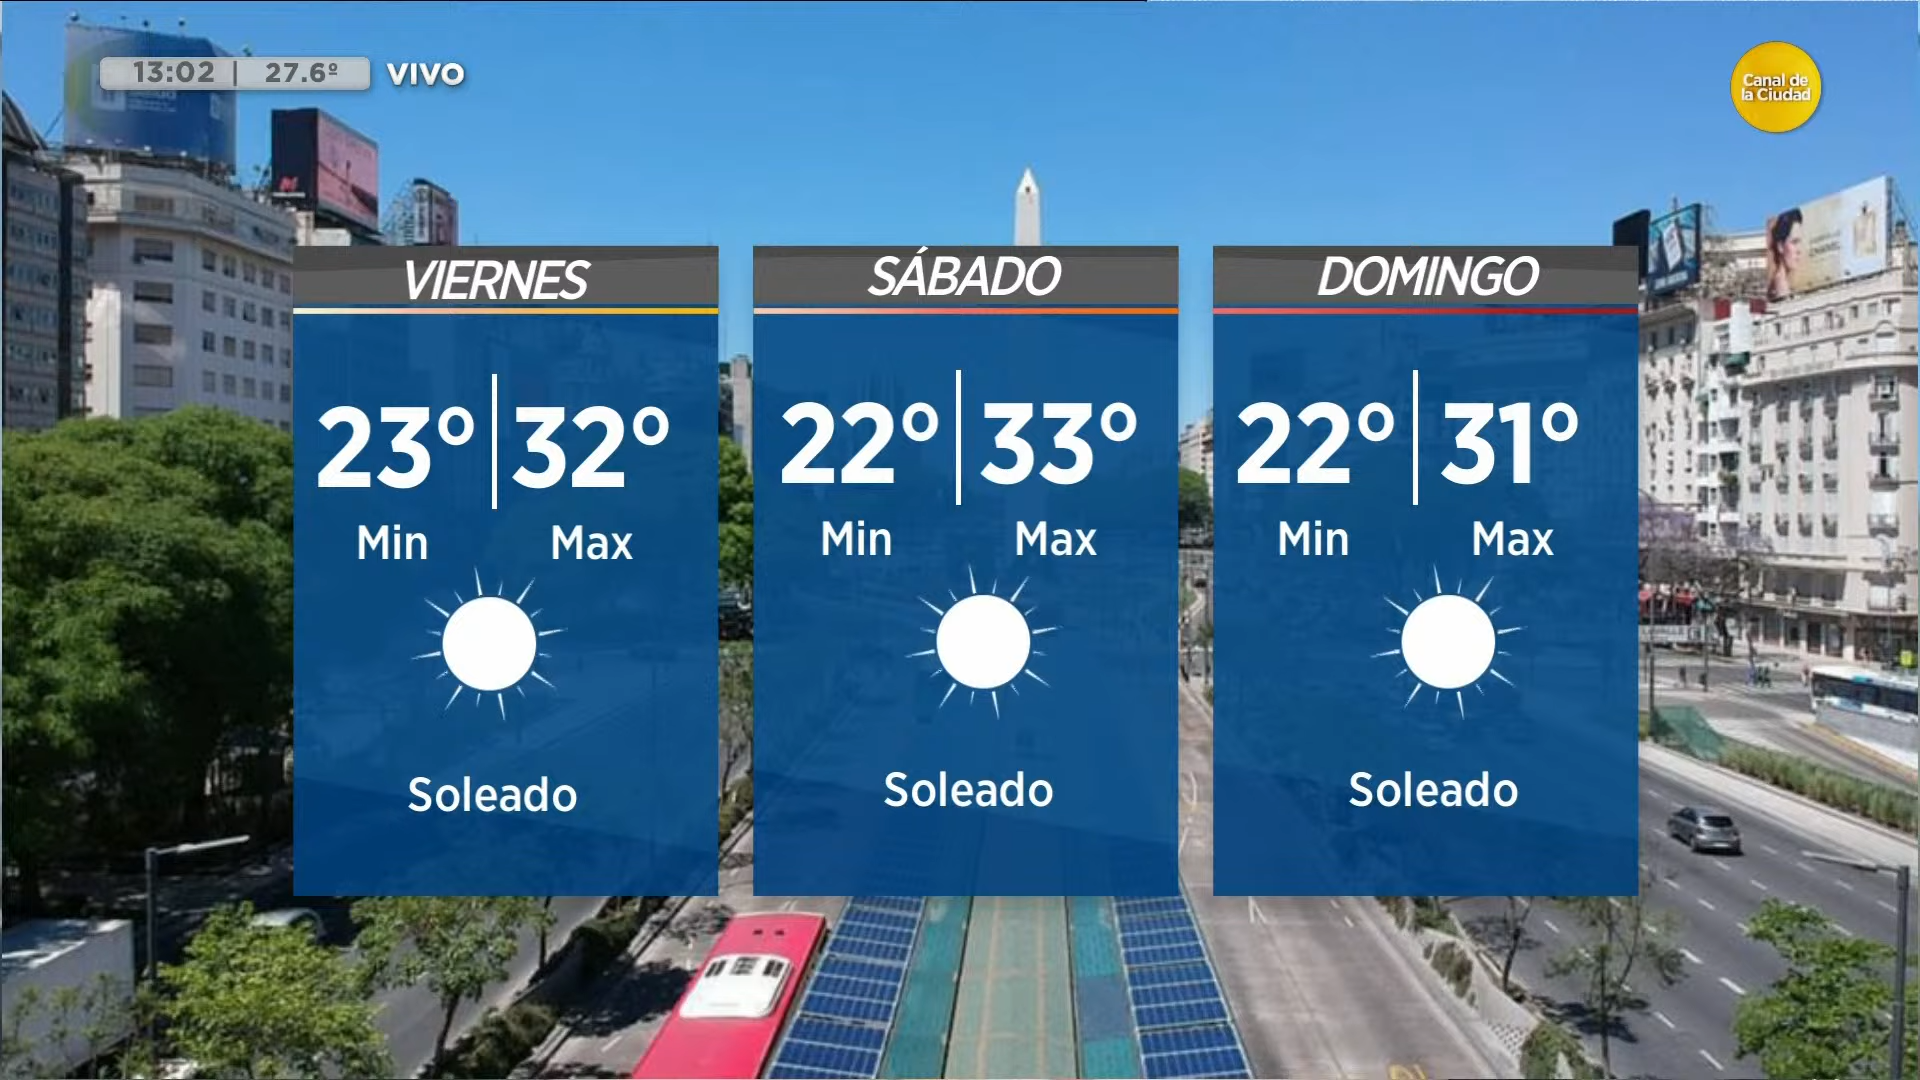 13:02 | 27.6º VIVO
Canal de
la Ciudad
VIERNES
23° 32°
Min Max
Soleado
SÁBADO
22° 33°
Min Max
Soleado
DOMINGO
22° 31°
Min Max
Soleado